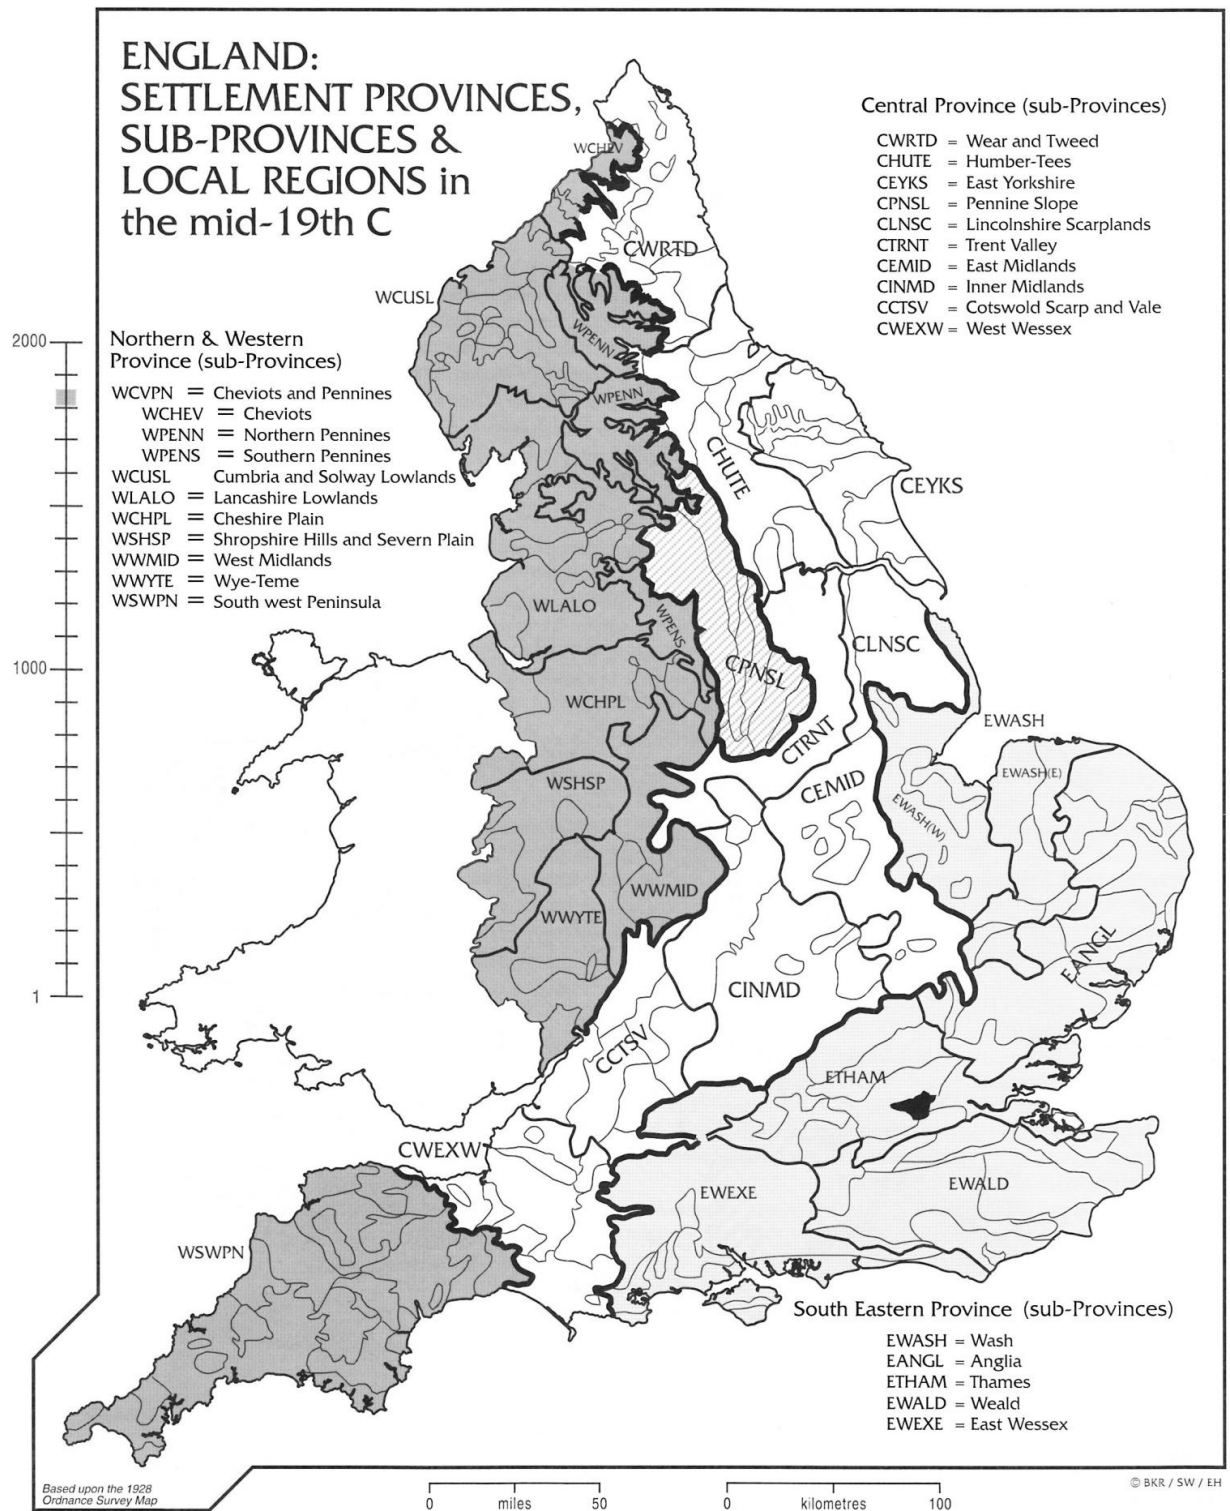 ENGLAND:
SETTLEMENT PROVINCES,
SUB-PROVINCES &
LOCAL REGIONS in
the mid-19th C
Central Province (sub-Provinces)
CWRTD = Wear and Tweed
CHUTE = Humber-Tees
CEYKS = East Yorkshire
CPNSL = Pennine Slope
CLNSC = Lincolnshire Scarplands
CTRNT = Trent Valley
CEMID = East Midlands
CINMD = Inner Midlands
CCTSV = Cotswold Scarp and Vale
CWEXW = West Wessex
Northern & Western
Province (sub-Provinces)
WCVPN = Cheviots and Pennines
WCHEV = Cheviots
WPENN = Northern Pennines
WPENS = Southern Pennines
WCUSL Cumbria and Solway Lowlands
WLALO = Lancashire Lowlands
WCHPL = Cheshire Plain
WSHSP = Shropshire Hills and Severn Plain
WWMID = West Midlands
WWYTE = Wye-Teme
WSWPN = South west Peninsula
2000
1000
1
WCHEV
CWRTD
WCUSL
WPENN
WPENN
CHUTE
CEYKS
WLALO
WPENS
CPNSL
CLNSC
WCHPL
CTRNT
EWASH
WSHSP
CEMID
EWASH(E)
EWASH(W)
WWMID
WWYTE
EANGL
CINMD
CCTSV
ETHAM
CWEXW
EWEXE
EWALD
WSWPN
South Eastern Province (sub-Provinces)
EWASH = Wash
EANGL = Anglia
ETHAM = Thames
EWALD = Weald
EWEXE = East Wessex
Based upon the 1928
Ordnance Survey Map
0 miles 50
0 kilometres 100
© BKR / SW / EH